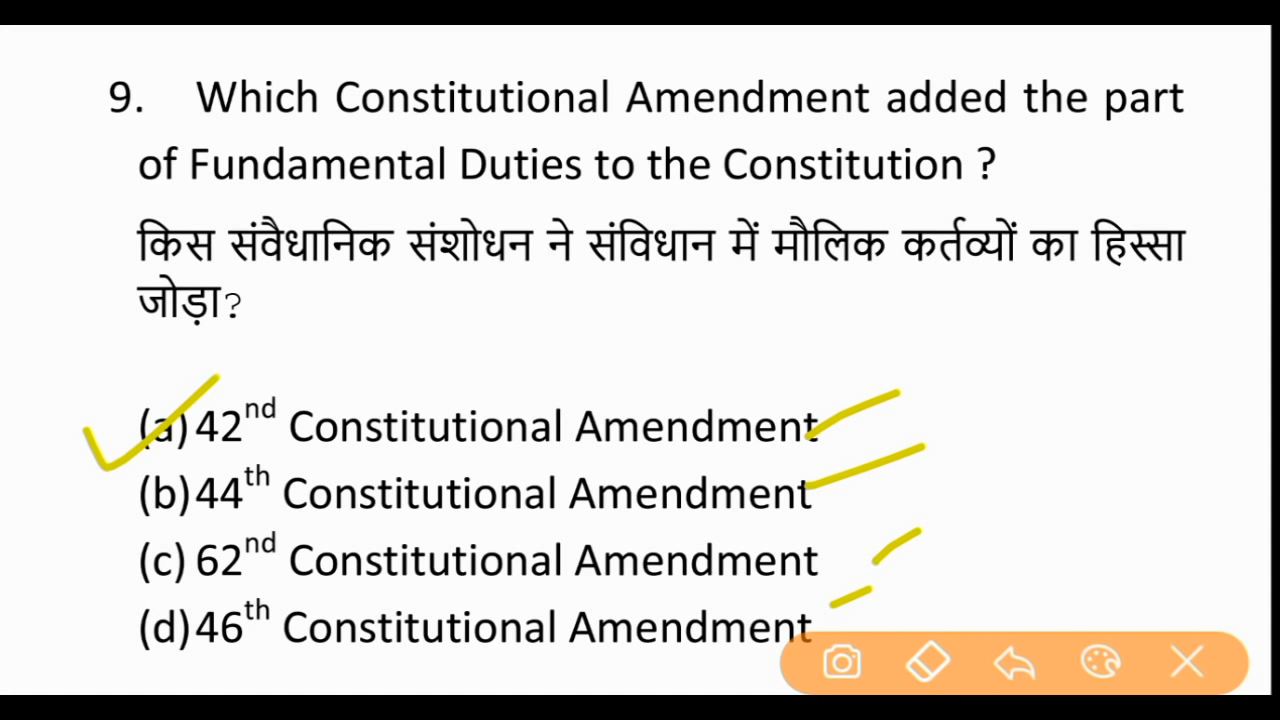 9. Which Constitutional Amendment added the part
of Fundamental Duties to the Constitution ?
किस संवैधानिक संशोधन ने संविधान में मौलिक कर्तव्यों का हिस्सा
जोड़ा?
(a) 42nd Constitutional Amendment
(b) 44th Constitutional Amendment
(c) 62nd Constitutional Amendment
(d) 46th Constitutional Amendment